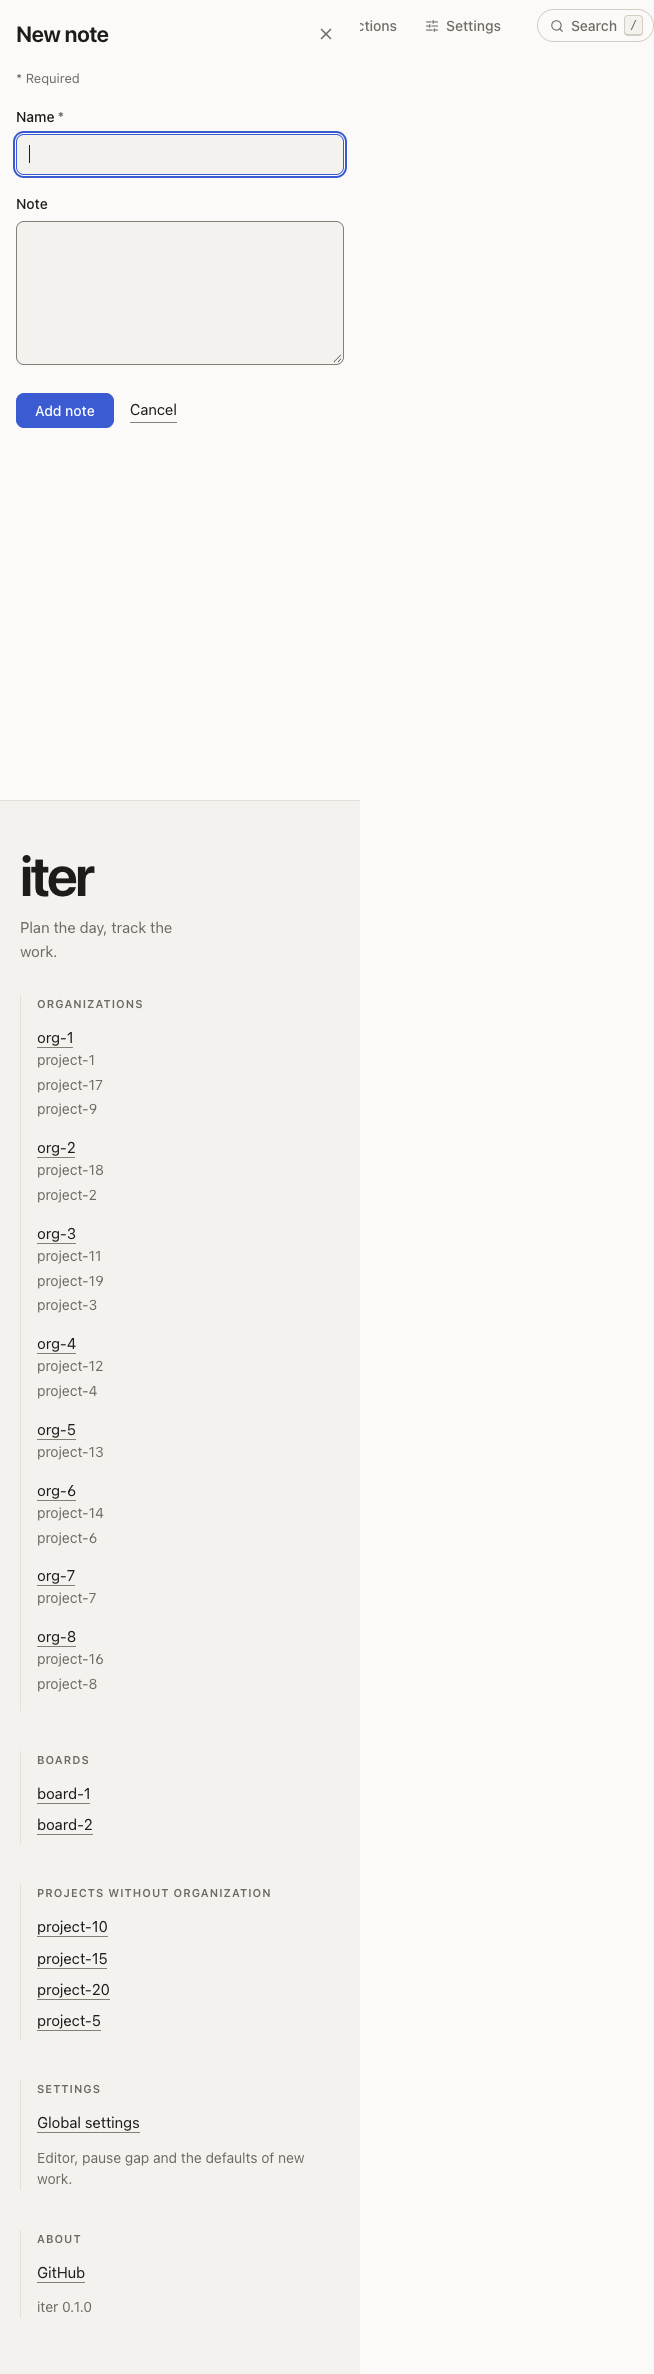 New note
ctions
Settings
Search /
* Required
Name *
Note
Add note
Cancel
iter
Plan the day, track the
work.
ORGANIZATIONS
org-1
project-1
project-17
project-9
org-2
project-18
project-2
org-3
project-11
project-19
project-3
org-4
project-12
project-4
org-5
project-13
org-6
project-14
project-6
org-7
project-7
org-8
project-16
project-8
BOARDS
board-1
board-2
PROJECTS WITHOUT ORGANIZATION
project-10
project-15
project-20
project-5
SETTINGS
Global settings
Editor, pause gap and the defaults of new
work.
ABOUT
GitHub
iter 0.1.0